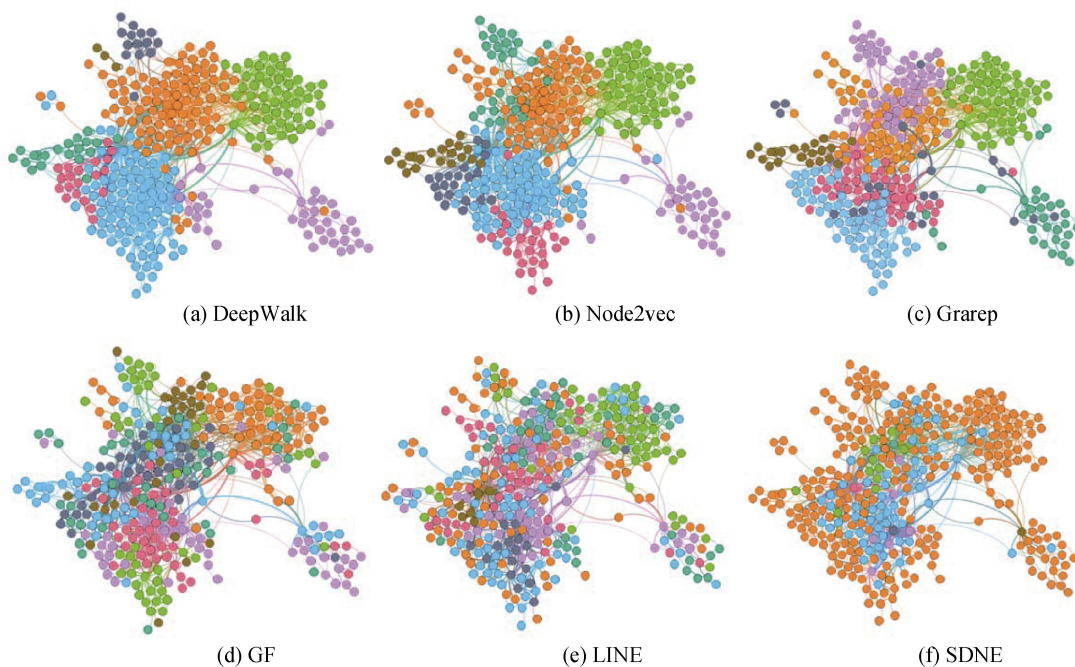 (a) DeepWalk
(b) Node2vec
(c) Grarep
(d) GF
(e) LINE
(f) SDNE